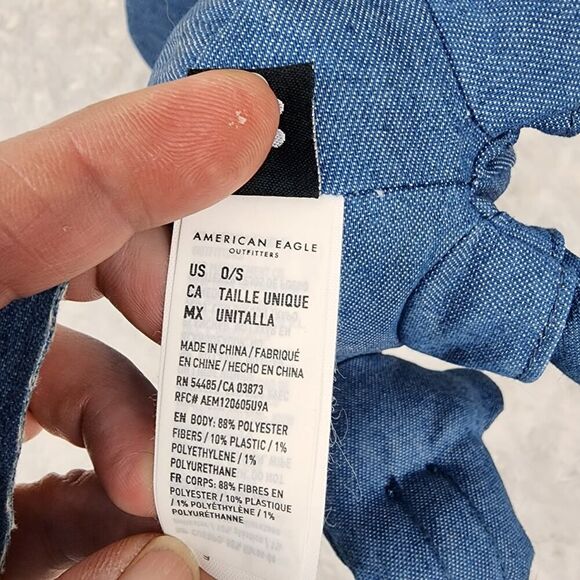 AMERICAN EAGLE
OUTFITTERS
US O/S
CA TAILLE UNIQUE
MX UNITALLA
MADE IN CHINA / FABRIQUÉ
EN CHINE / HECHO EN CHINA
RN 54485/CA 03873
RFC# AEM120605U9A
EN BODY: 88% POLYESTER
FIBERS / 10% PLASTIC / 1%
POLYETHYLENE / 1%
POLYURETHANE
FR CORPS: 88% FIBRES EN
POLYESTER / 10% PLASTIQUE
/ 1% POLYÉTHYLÈNE / 1%
POLYURÉTHANNE